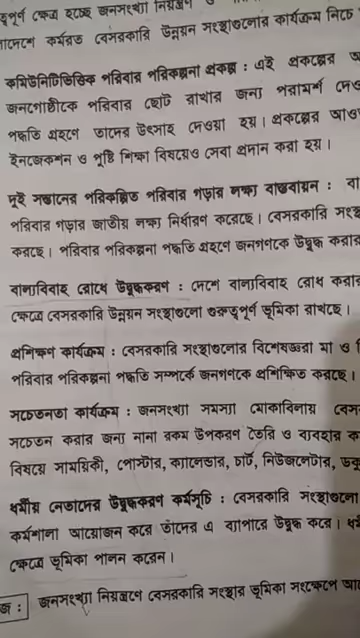 ত্বপূর্ণ ক্ষেত্র হচ্ছে জনসংখ্যা নিয়ন্ত্রণ ও
াদেশে কর্মরত বেসরকারি উন্নয়ন সংস্থাগুলোর কার্যক্রম নিচে
কমিউনিটিভিত্তিক পরিবার পরিকল্পনা প্রকল্প : এই প্রকল্পের আ
জনগোষ্ঠীকে পরিবার ছোট রাখার জন্য পরামর্শ দেও
পদ্ধতি গ্রহণে তাদের উৎসাহ দেওয়া হয়। প্রকল্পের আও
ইনজেকশন ও পুষ্টি শিক্ষা বিষয়েও সেবা প্রদান করা হয়।
দুই সন্তানের পরিকল্পিত পরিবার গড়ার লক্ষ্য বাস্তবায়ন : বা
পরিবার গড়ার জাতীয় লক্ষ্য নির্ধারণ করেছে। বেসরকারি সংস্থ
করছে। পরিবার পরিকল্পনা পদ্ধতি গ্রহণে জনগণকে উদ্বুদ্ধ করার
বাল্যবিবাহ রোধে উদ্বুদ্ধকরণ : দেশে বাল্যবিবাহ রোধ করার
ক্ষেত্রে বেসরকারি উন্নয়ন সংস্থাগুলো গুরুত্বপূর্ণ ভূমিকা রাখছে।
প্রশিক্ষণ কার্যক্রম : বেসরকারি সংস্থাগুলোর বিশেষজ্ঞরা মা ও
পরিবার পরিকল্পনা পদ্ধতি সম্পর্কে জনগণকে প্রশিক্ষিত করছে।
সচেতনতা কার্যক্রম : জনসংখ্যা সমস্যা মোকাবিলায় বেস
সচেতন করার জন্য নানা রকম উপকরণ তৈরি ও ব্যবহার ক
বিষয়ে সাময়িকী, পোস্টার, ক্যালেন্ডার, চার্ট, নিউজলেটার, ডকু
ধর্মীয় নেতাদের উদ্বুদ্ধকরণ কর্মসূচি : বেসরকারি সংস্থাগুলো
কর্মশালা আয়োজন করে তাঁদের এ ব্যাপারে উদ্বুদ্ধ করে। ধর্ম
ক্ষেত্রে ভূমিকা পালন করেন।
জ : জনসংখ্যা নিয়ন্ত্রণে বেসরকারি সংস্থার ভূমিকা সংক্ষেপে আ